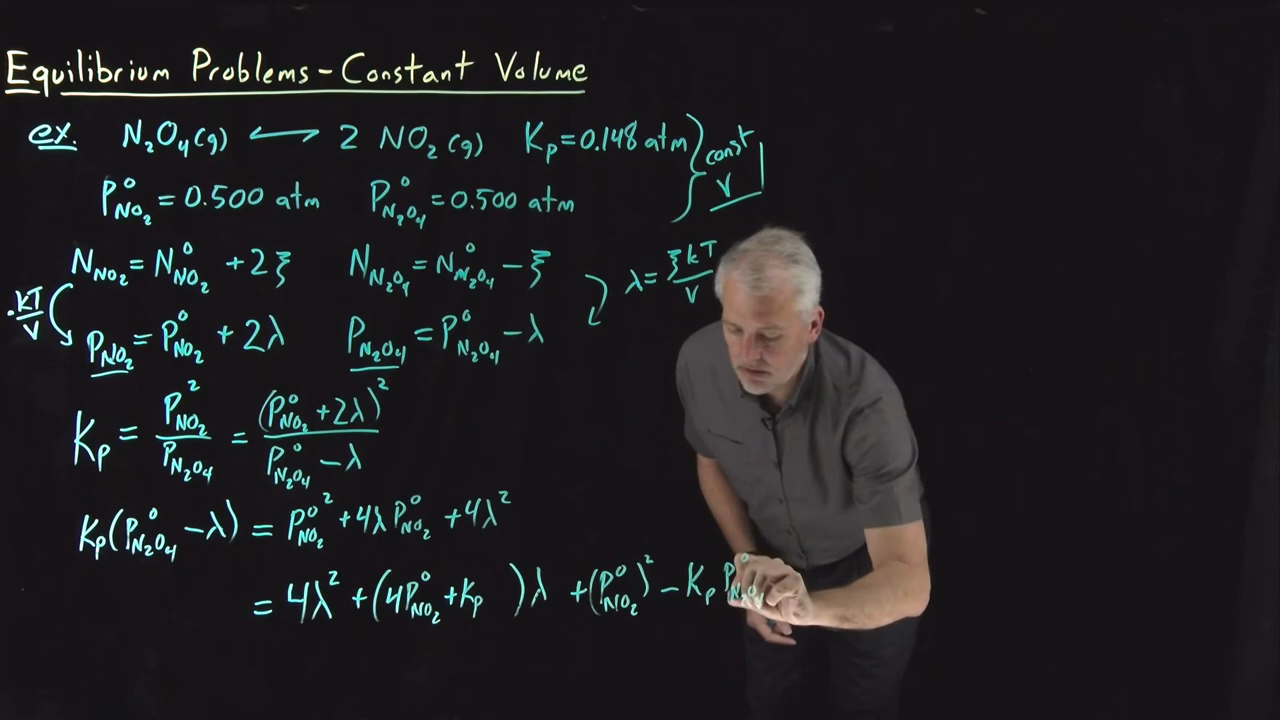 Equilibrium Problems - Constant Volume
ex. N₂O₄(g) ⟷ 2 NO₂(g) Kp = 0.148 atm } const V
P°NO₂ = 0.500 atm P°N₂O₄ = 0.500 atm
NNO₂ = N°NO₂ + 2ξ NN₂O₄ = N°N₂O₄ − ξ λ = ξkT/V
·kT/V PNO₂ = P°NO₂ + 2λ PN₂O₄ = P°N₂O₄ − λ
Kp = P²NO₂ / PN₂O₄ = (P°NO₂ + 2λ)² / P°N₂O₄ − λ
Kp(P°N₂O₄ − λ) = P°NO₂² + 4λP°NO₂ + 4λ²
= 4λ² + (4P°NO₂ + Kp )λ + (P°NO₂)² − Kp P°N₂O₄